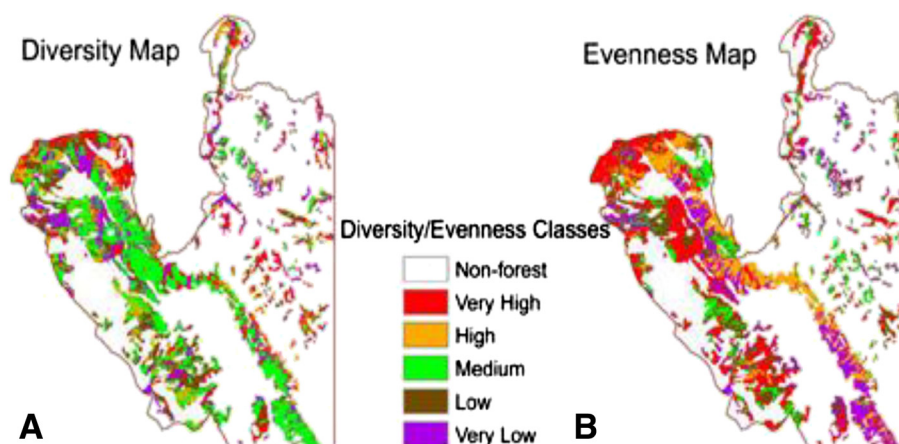 Diversity Map
Evenness Map
Diversity/Evenness Classes
Non-forest
Very High
High
Medium
Low
Very Low
A
B